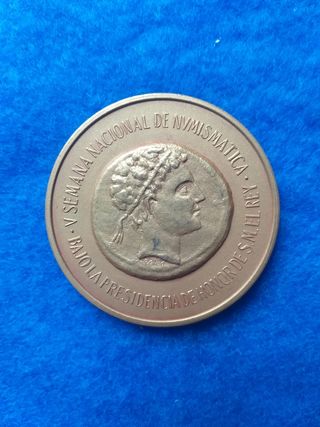 · V SEMANA NACIONAL DE NVMISMATICA ·
BAJO LA PRESIDENCIA DE HONOR DE S.M. EL REY